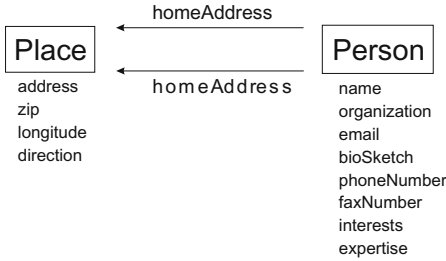 homeAddress
Place
Person
homeAddress
address
zip
longitude
direction
name
organization
email
bioSketch
phoneNumber
faxNumber
interests
expertise